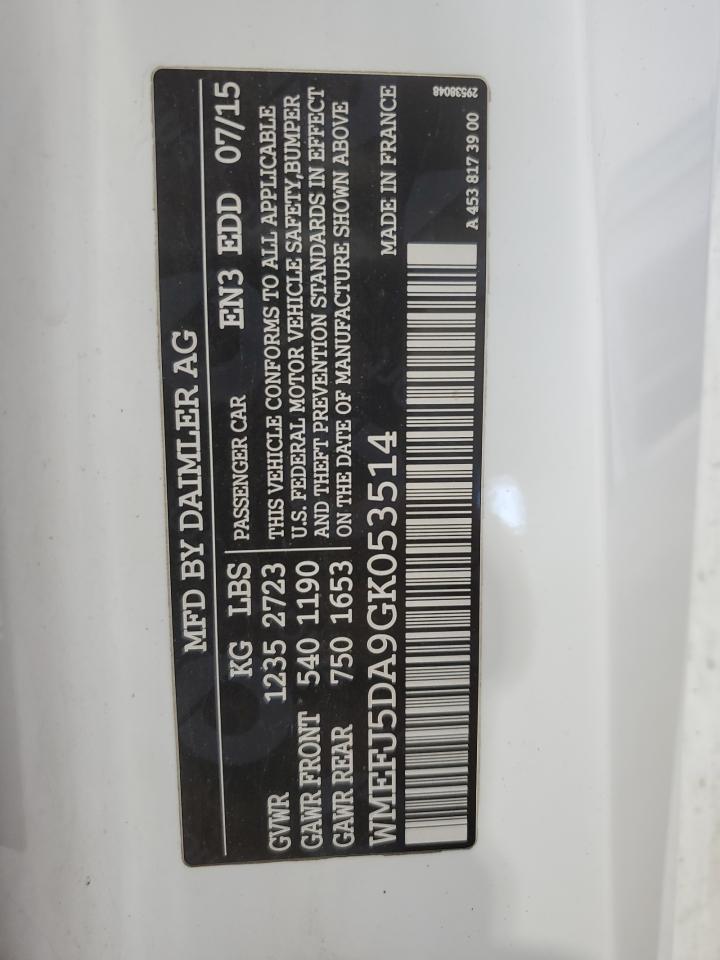 MFD BY DAIMLER AG
KG LBS PASSENGER CAR EN3 EDD 07/15
GVWR 1235 2723 THIS VEHICLE CONFORMS TO ALL APPLICABLE
GAWR FRONT 540 1190 U.S. FEDERAL MOTOR VEHICLE SAFETY,BUMPER
AND THEFT PREVENTION STANDARDS IN EFFECT
GAWR REAR 750 1653 ON THE DATE OF MANUFACTURE SHOWN ABOVE
WMEFJ5DA9GK053514 MADE IN FRANCE
29538048
A 453 817 39 00